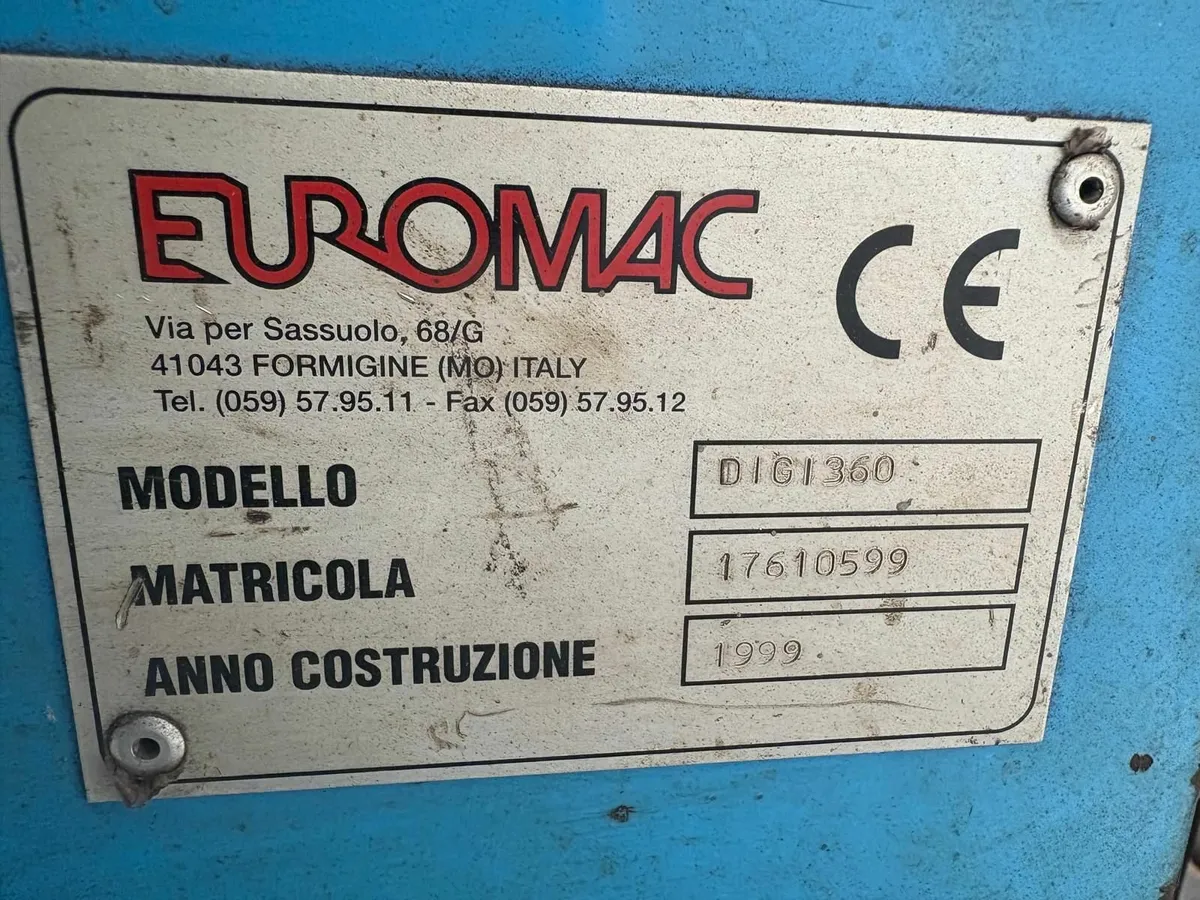 EUROMAC
CE
Via per Sassuolo, 68/G
41043 FORMIGINE (MO) ITALY
Tel. (059) 57.95.11 - Fax (059) 57.95.12
MODELLO DIGI360
MATRICOLA 17610599
ANNO COSTRUZIONE 1999